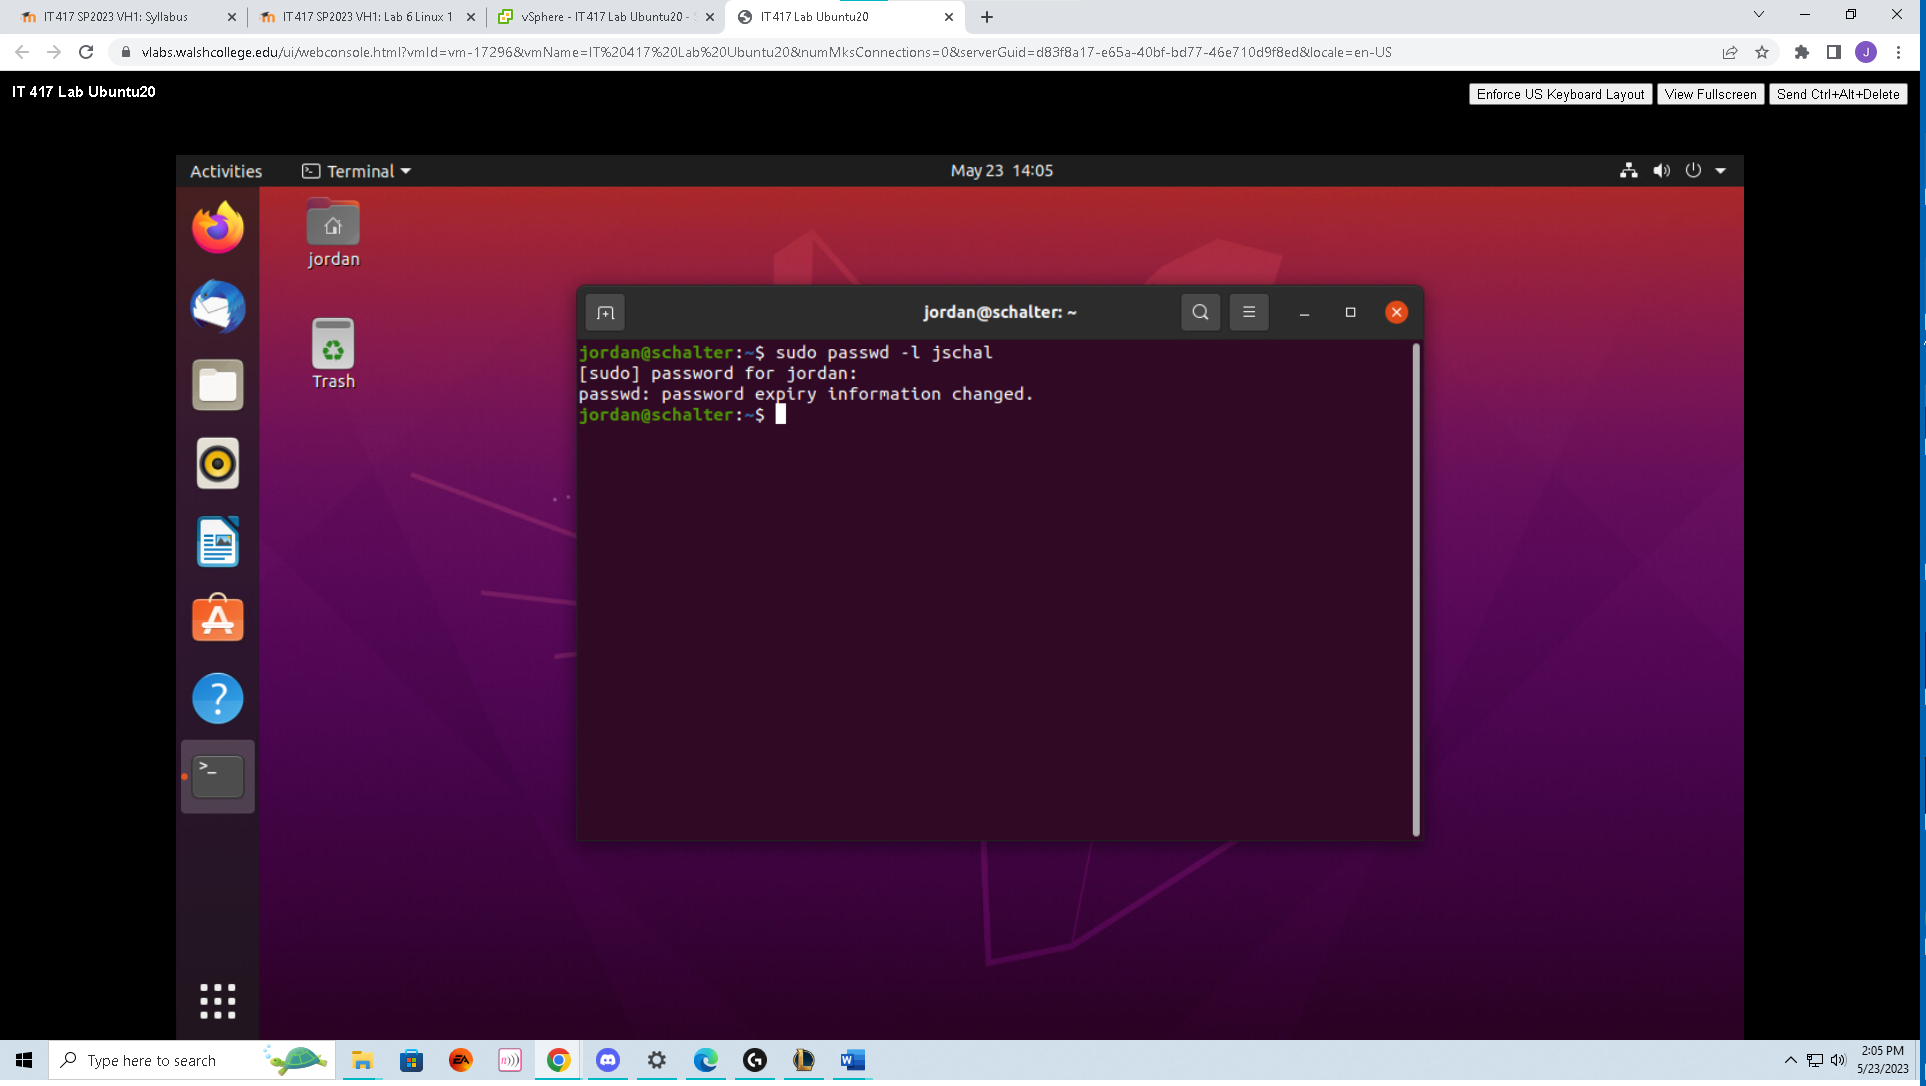 IT417 SP2023 VH1: Syllabus
IT417 SP2023 VH1: Lab 6 Linux 1
vSphere - IT417 Lab Ubuntu20 -
IT417 Lab Ubuntu20
vlabs.walshcollege.edu/ui/webconsole.html?vmId=vm-17296&vmName=IT%20417%20Lab%20Ubuntu20&numMksConnections=0&serverGuid=d83f8a17-e65a-40bf-bd77-46e710d9f8ed&locale=en-US
J
IT 417 Lab Ubuntu20
Enforce US Keyboard Layout
View Fullscreen
Send Ctrl+Alt+Delete
Activities
Terminal
May 23 14:05
jordan
Trash
jordan@schalter: ~
jordan@schalter:~$ sudo passwd -l jschal
[sudo] password for jordan:
passwd: password expiry information changed.
jordan@schalter:~$
Type here to search
2:05 PM
5/23/2023